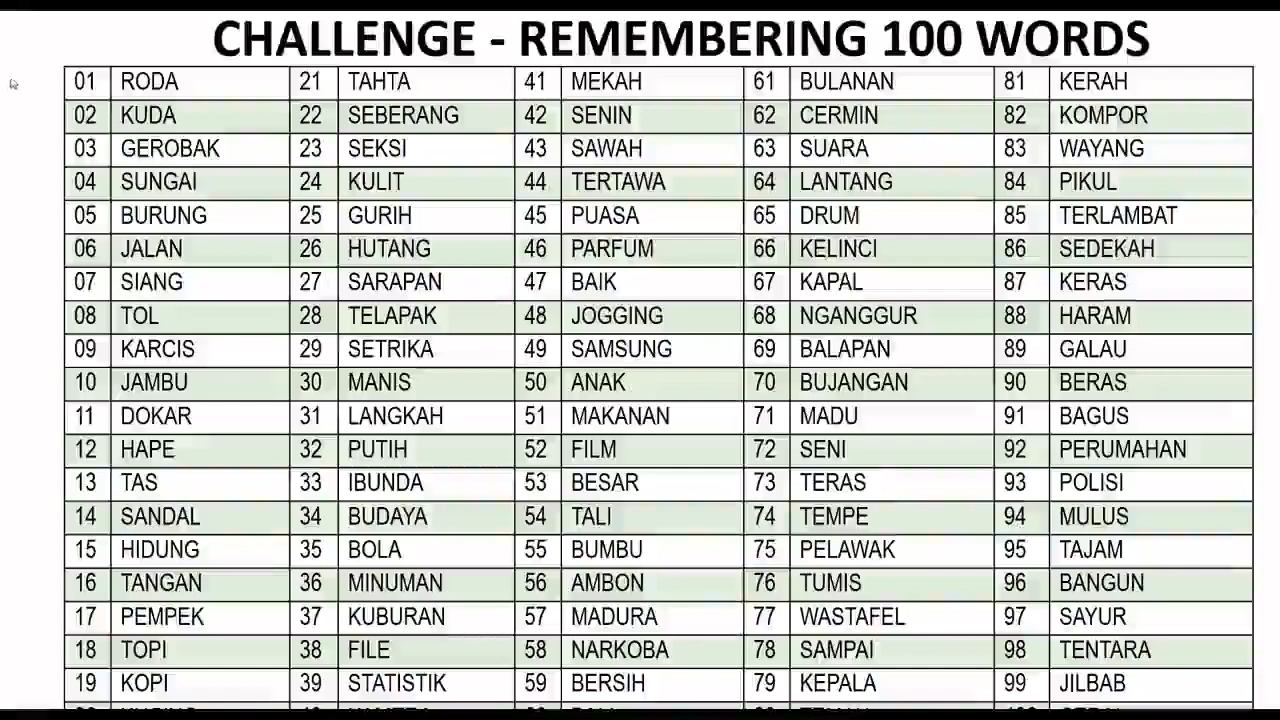 CHALLENGE - REMEMBERING 100 WORDS
01 RODA 21 TAHTA 41 MEKAH 61 BULANAN 81 KERAH
02 KUDA 22 SEBERANG 42 SENIN 62 CERMIN 82 KOMPOR
03 GEROBAK 23 SEKSI 43 SAWAH 63 SUARA 83 WAYANG
04 SUNGAI 24 KULIT 44 TERTAWA 64 LANTANG 84 PIKUL
05 BURUNG 25 GURIH 45 PUASA 65 DRUM 85 TERLAMBAT
06 JALAN 26 HUTANG 46 PARFUM 66 KELINCI 86 SEDEKAH
07 SIANG 27 SARAPAN 47 BAIK 67 KAPAL 87 KERAS
08 TOL 28 TELAPAK 48 JOGGING 68 NGANGGUR 88 HARAM
09 KARCIS 29 SETRIKA 49 SAMSUNG 69 BALAPAN 89 GALAU
10 JAMBU 30 MANIS 50 ANAK 70 BUJANGAN 90 BERAS
11 DOKAR 31 LANGKAH 51 MAKANAN 71 MADU 91 BAGUS
12 HAPE 32 PUTIH 52 FILM 72 SENI 92 PERUMAHAN
13 TAS 33 IBUNDA 53 BESAR 73 TERAS 93 POLISI
14 SANDAL 34 BUDAYA 54 TALI 74 TEMPE 94 MULUS
15 HIDUNG 35 BOLA 55 BUMBU 75 PELAWAK 95 TAJAM
16 TANGAN 36 MINUMAN 56 AMBON 76 TUMIS 96 BANGUN
17 PEMPEK 37 KUBURAN 57 MADURA 77 WASTAFEL 97 SAYUR
18 TOPI 38 FILE 58 NARKOBA 78 SAMPAI 98 TENTARA
19 KOPI 39 STATISTIK 59 BERSIH 79 KEPALA 99 JILBAB